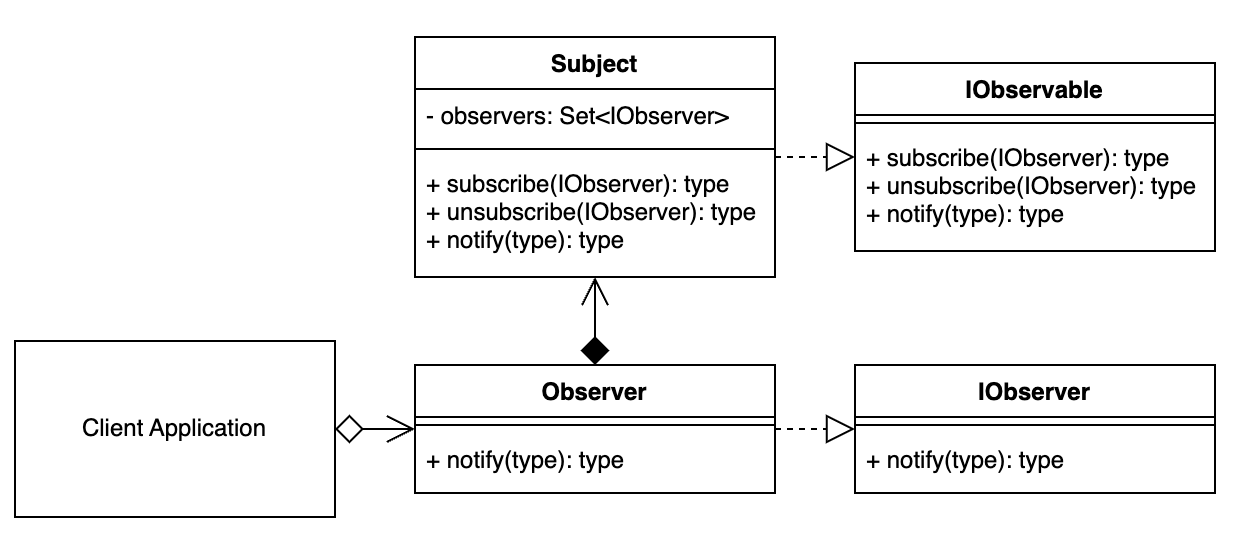 Subject
- observers: Set<IObserver>
+ subscribe(IObserver): type
+ unsubscribe(IObserver): type
+ notify(type): type
IObservable
+ subscribe(IObserver): type
+ unsubscribe(IObserver): type
+ notify(type): type
Client Application
Observer
+ notify(type): type
IObserver
+ notify(type): type